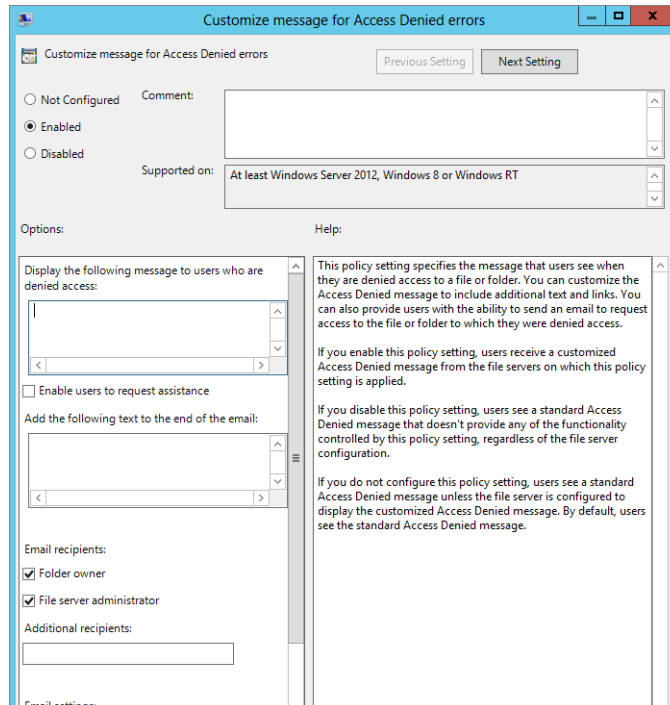 Customize message for Access Denied errors
Customize message for Access Denied errors
Previous Setting
Next Setting
Not Configured
Comment:
Enabled
Disabled
Supported on:
At least Windows Server 2012, Windows 8 or Windows RT
Options:
Help:
Display the following message to users who are
denied access:
Enable users to request assistance
Add the following text to the end of the email:
Email recipients:
Folder owner
File server administrator
Additional recipients:
Email settings:
This policy setting specifies the message that users see when
they are denied access to a file or folder. You can customize the
Access Denied message to include additional text and links. You
can also provide users with the ability to send an email to request
access to the file or folder to which they were denied access.
If you enable this policy setting, users receive a customized
Access Denied message from the file servers on which this policy
setting is applied.
If you disable this policy setting, users see a standard Access
Denied message that doesn't provide any of the functionality
controlled by this policy setting, regardless of the file server
configuration.
If you do not configure this policy setting, users see a standard
Access Denied message unless the file server is configured to
display the customized Access Denied message. By default, users
see the standard Access Denied message.